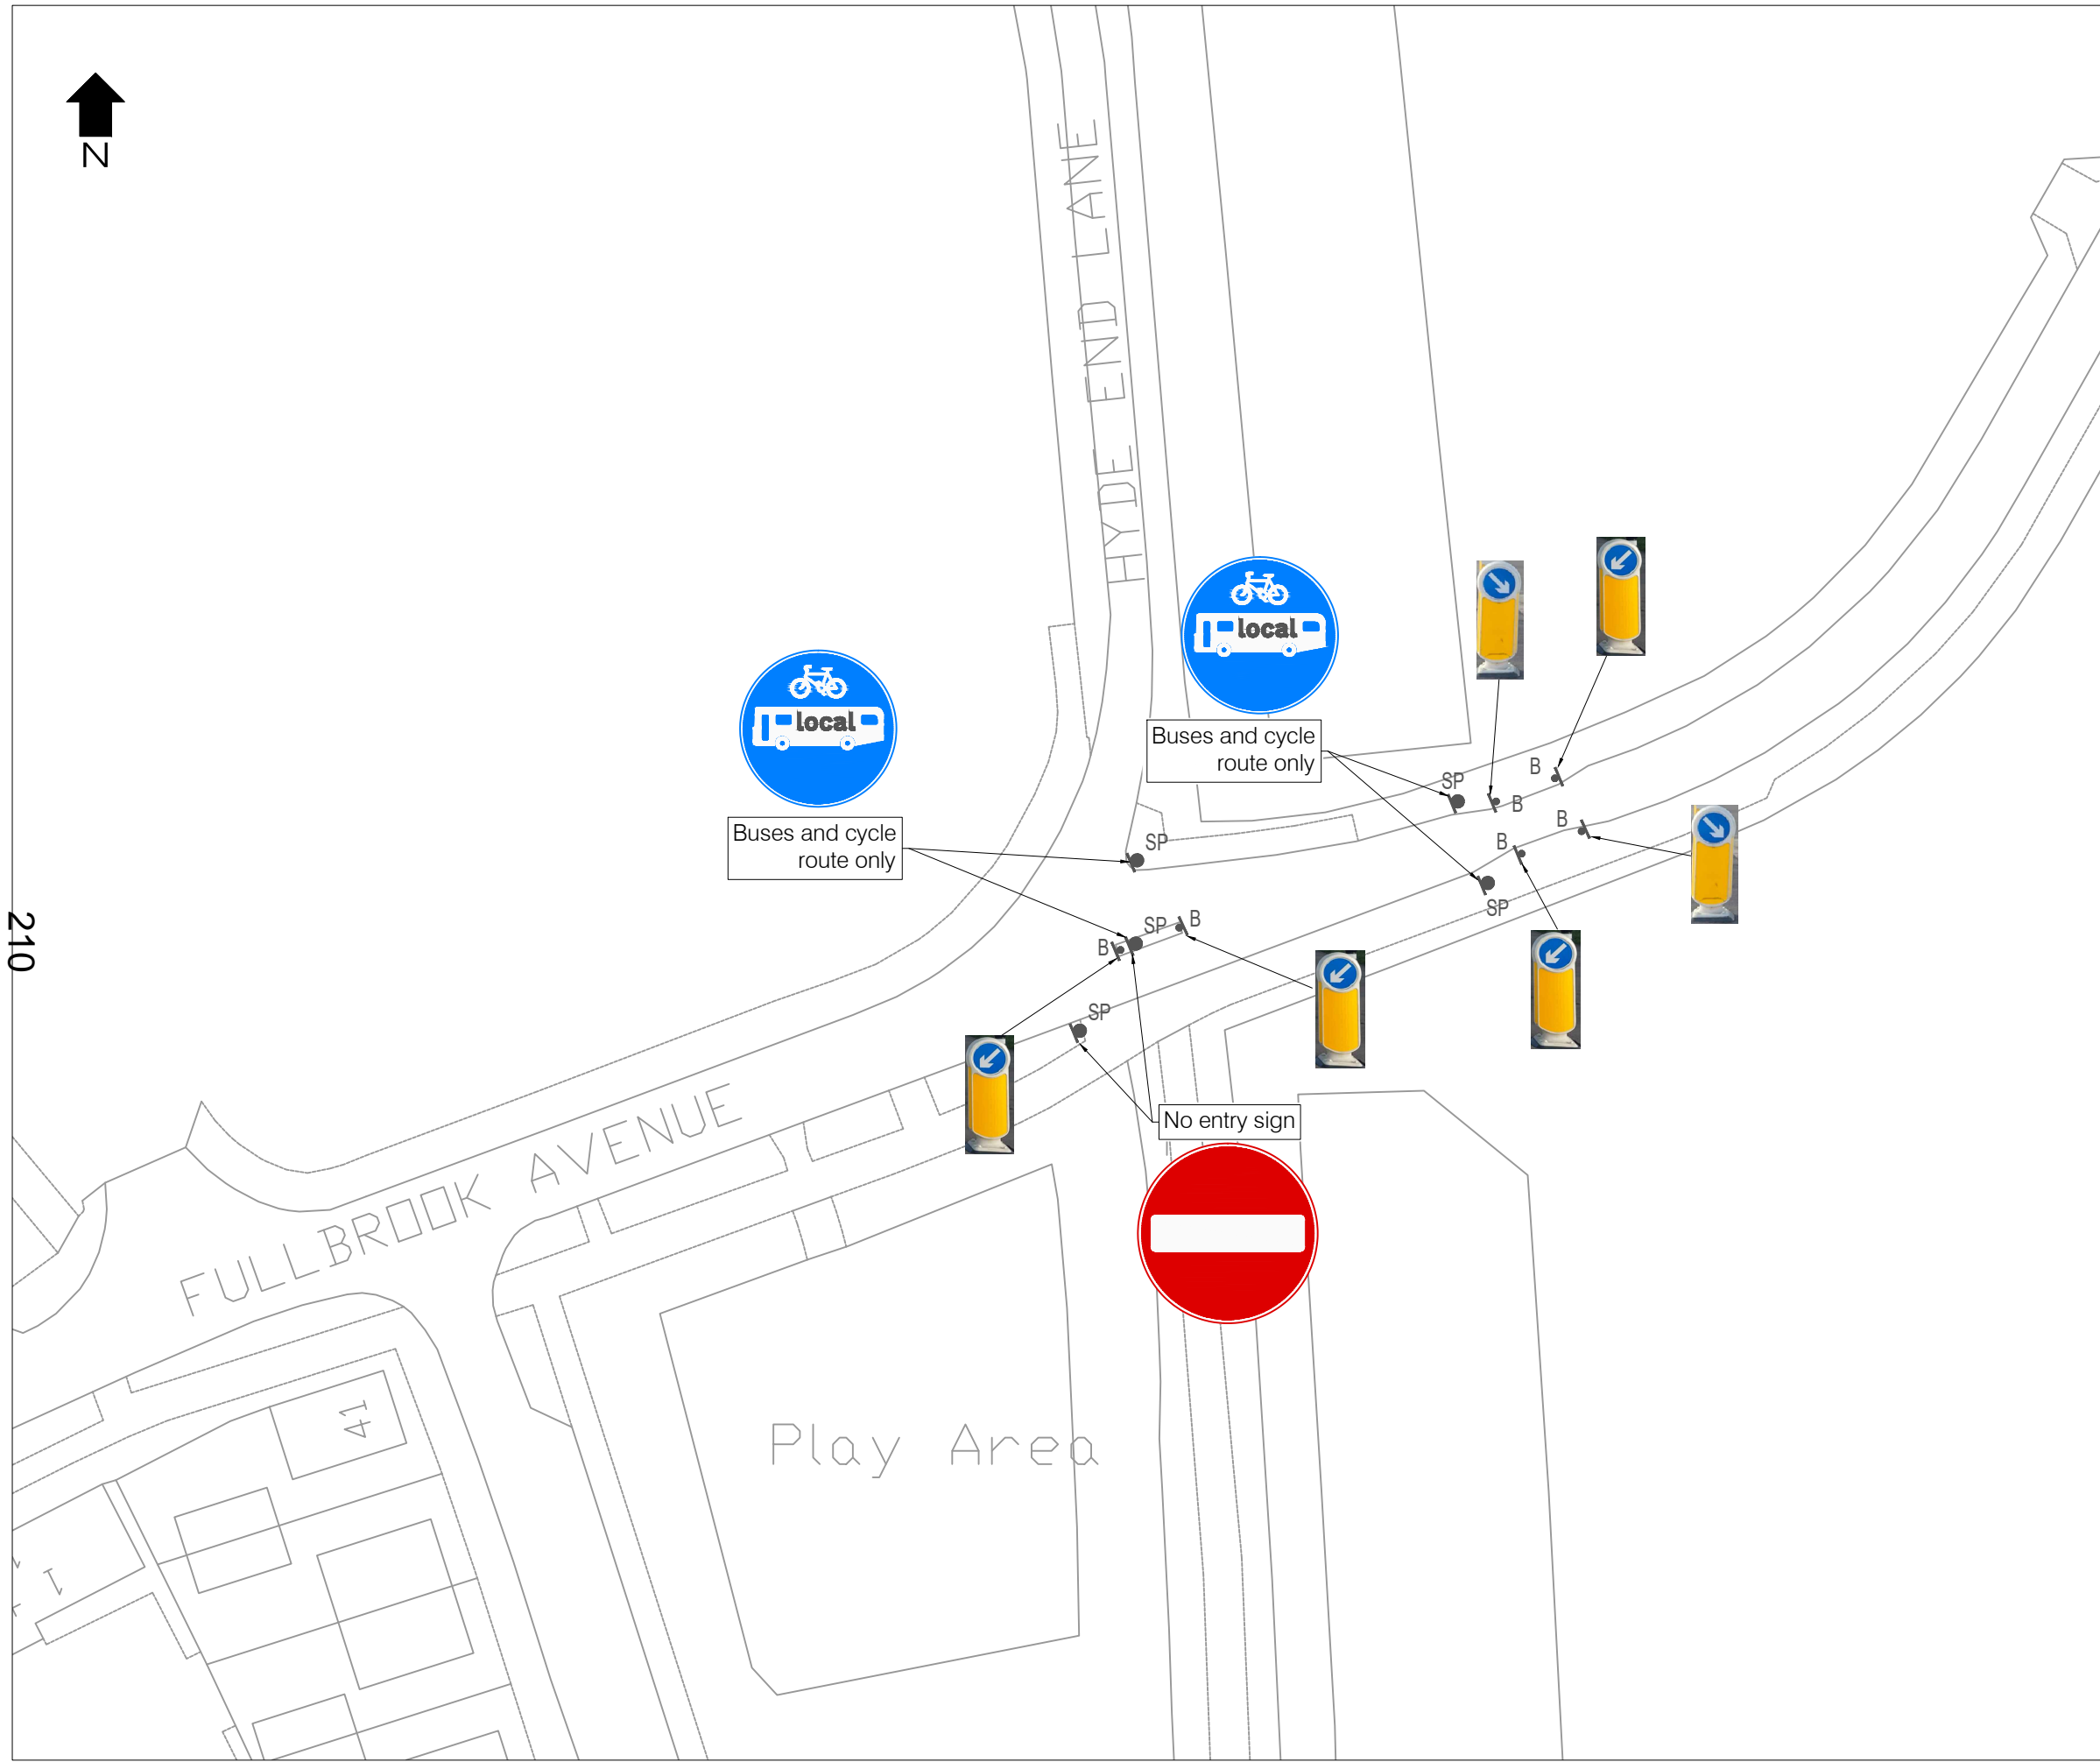 N
HYDE END LANE
local
local
Buses and cycle
route only
SP
B
B
B
B
SP
Buses and cycle
route only
SP
SP
B
B
SP
210
No entry sign
FULLBROOK AVENUE
41
Play Area